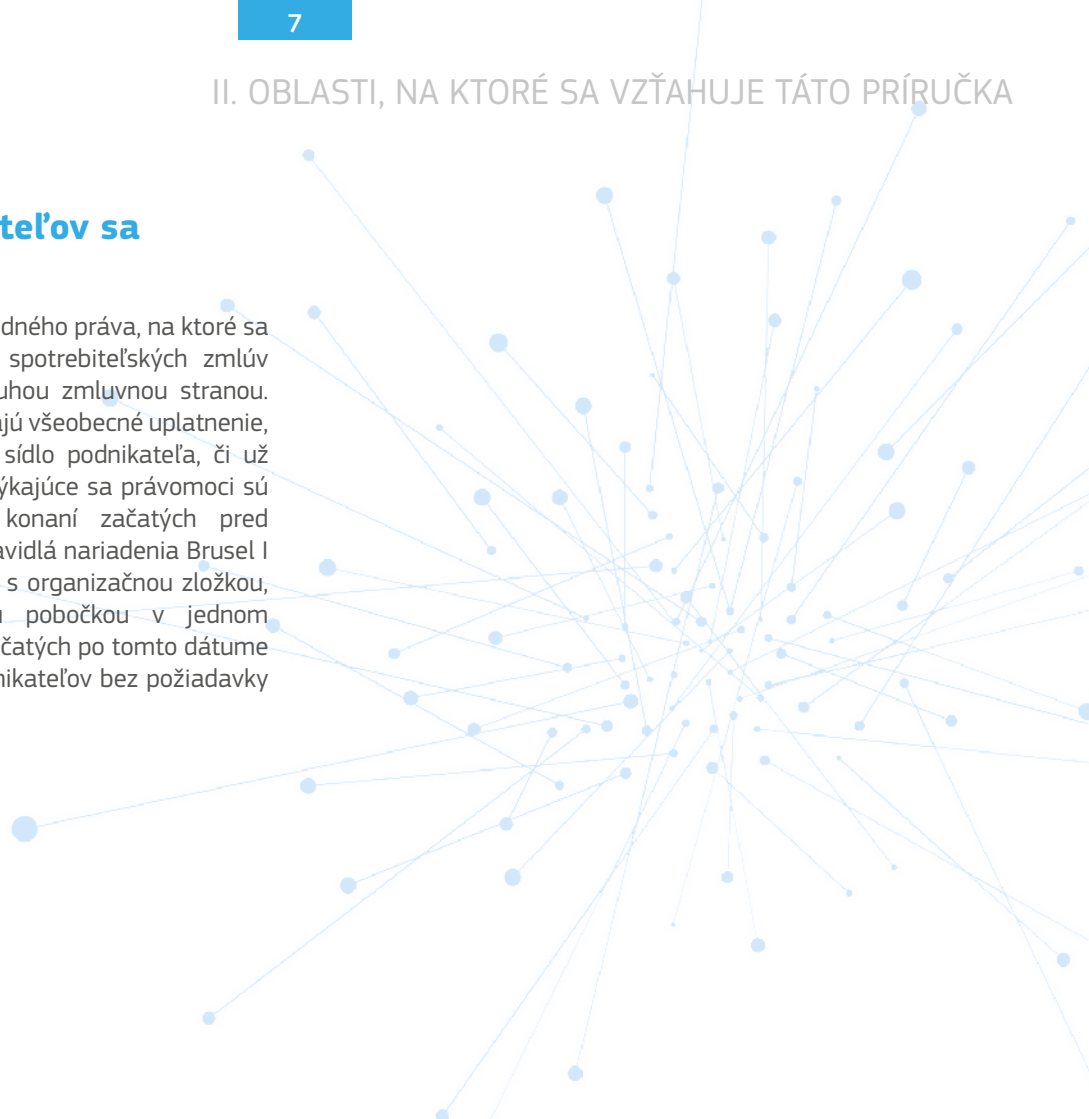 7
II. OBLASTI, NA KTORÉ SA VZŤAHUJE TÁTO PRÍRUČKA
teľov sa
dného práva, na ktoré sa
spotrebiteľských zmlúv
uhou zmluvnou stranou.
ajú všeobecné uplatnenie,
sídlo podnikateľa, či už
ýkajúce sa právomoci sú
konaní začatých pred
avidlá nariadenia Brusel I
s organizačnou zložkou,
pobočkou v jednom
čatých po tomto dátume
nikateľov bez požiadavky